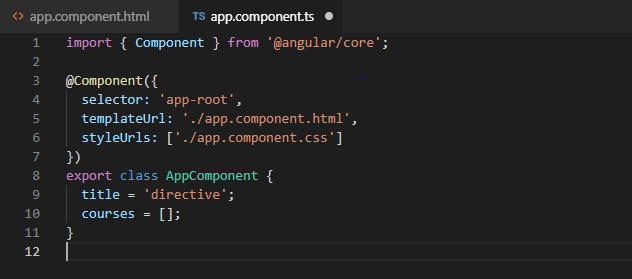 <> app.component.html TS app.component.ts ●
1 import { Component } from '@angular/core';
2
3 @Component({
4   selector: 'app-root',
5   templateUrl: './app.component.html',
6   styleUrls: ['./app.component.css']
7 })
8 export class AppComponent {
9   title = 'directive';
10   courses = [];
11 }
12